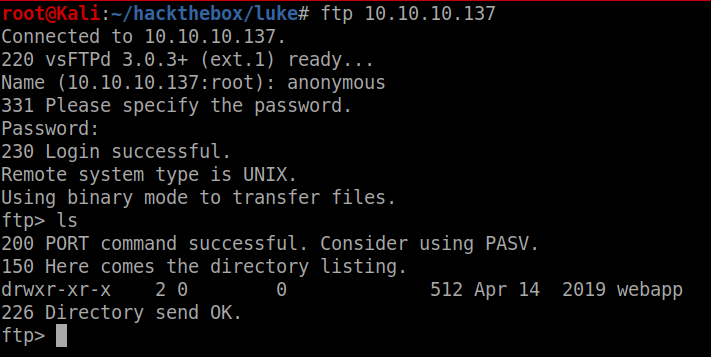 root@Kali:~/hackthebox/luke# ftp 10.10.10.137
Connected to 10.10.10.137.
220 vsFTPd 3.0.3+ (ext.1) ready...
Name (10.10.10.137:root): anonymous
331 Please specify the password.
Password:
230 Login successful.
Remote system type is UNIX.
Using binary mode to transfer files.
ftp> ls
200 PORT command successful. Consider using PASV.
150 Here comes the directory listing.
drwxr-xr-x    2 0        0             512 Apr 14  2019 webapp
226 Directory send OK.
ftp>